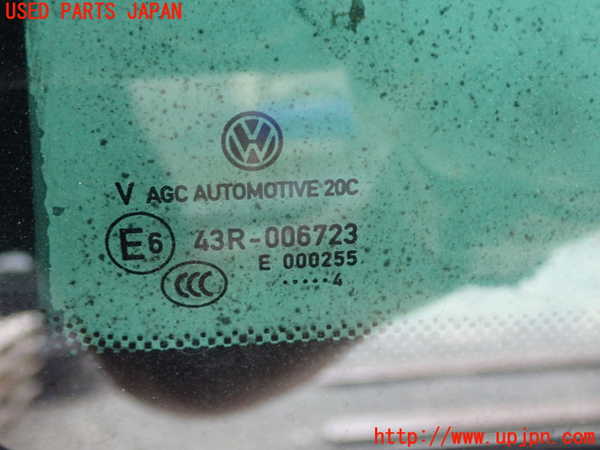 USED PARTS JAPAN
VW
V AGC AUTOMOTIVE 20C
E6 43R-006723
E 000255
CCC ·····4
http://www.upjpn.com